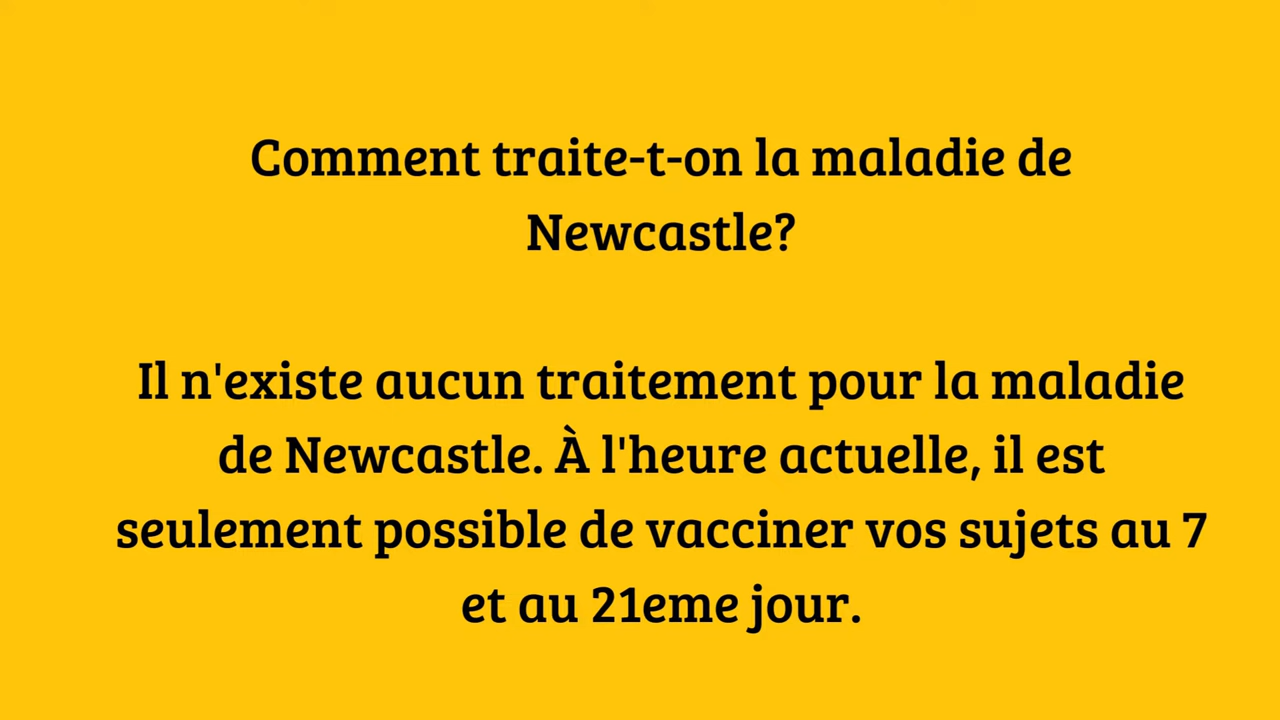 Comment traite-t-on la maladie de
Newcastle?
Il n'existe aucun traitement pour la maladie
de Newcastle. À l'heure actuelle, il est
seulement possible de vacciner vos sujets au 7
et au 21eme jour.